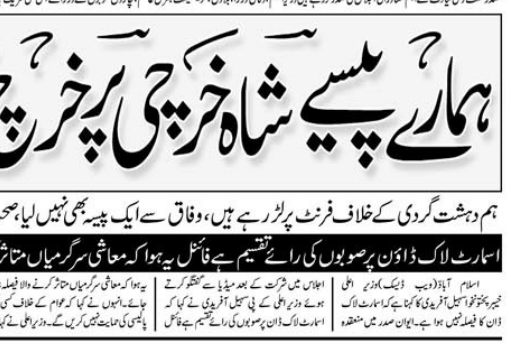 ہمارے پیسے شاہ خرچی پر خرچ
ہم دہشت گردی کے خلاف فرنٹ پر لڑ رہے ہیں، وفاق سے ایک پیسہ بھی نہیں لیا،
اسمارٹ لاک ڈاؤن پر صوبوں کی رائے تقسیم ہے فائنل یہ ہوا کہ معاشی سرگرمیاں
اسلام آباد (ویب ڈیسک) وزیر اعلیٰ
خیبر پختونخوا سہیل آفریدی کا کہنا ہے کہ اسمارٹ لاک
ڈان کا فیصلہ نہیں ہوا ہے۔ ایوان صدر میں منعقدہ
اجلاس میں شرکت کے بعد میڈیا سے گفتگو کرتے
ہوئے وزیر اعلیٰ کے پی سہیل آفریدی نے کہا کہ
اسمارٹ لاک ڈان پر صوبوں کی رائے تقسیم ہے فائنل
یہ ہوا کہ معاشی سرگرمیاں متاثر کرنے والا فیصلہ
جائے۔ انہوں نے کہا کہ عوام کے خلاف کسی
پالیسی کی حمایت نہیں کریں گے۔ وزیر اعلیٰ نے